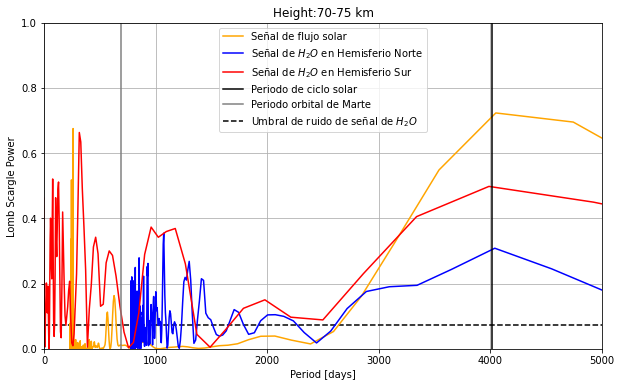 Height:70-75 km
1.0
0.8
0.6
0.4
0.2
0.0
Lomb Scargle Power
Señal de flujo solar
Señal de H₂O en Hemisferio Norte
Señal de H₂O en Hemisferio Sur
Periodo de ciclo solar
Periodo orbital de Marte
Umbral de ruido de señal de H₂O
0 1000 2000 3000 4000 5000
Period [days]